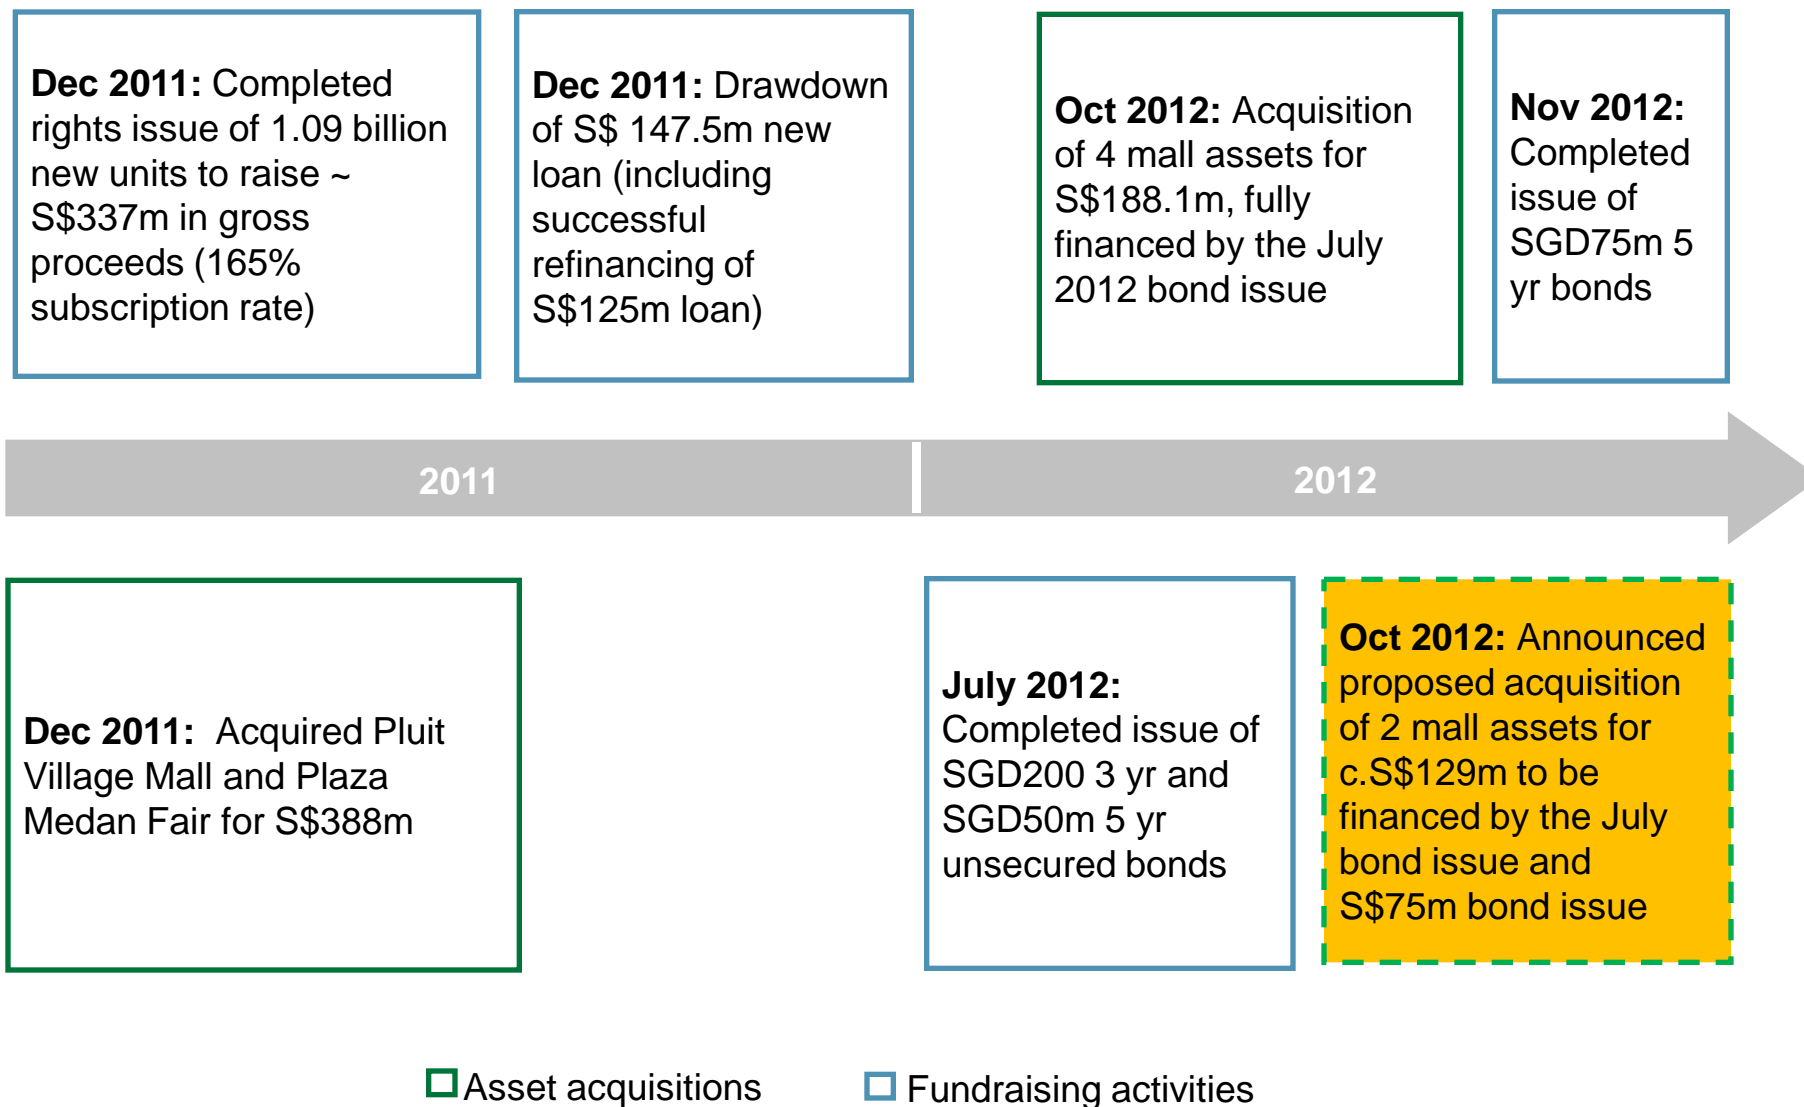 Dec 2011: Completed
rights issue of 1.09 billion
new units to raise ~
S$337m in gross
proceeds (165%
subscription rate)
Dec 2011: Drawdown
of S$ 147.5m new
loan (including
successful
refinancing of
S$125m loan)
Oct 2012: Acquisition
of 4 mall assets for
S$188.1m, fully
financed by the July
2012 bond issue
Nov 2012:
Completed
issue of
SGD75m 5
yr bonds
2011
2012
Dec 2011: Acquired Pluit
Village Mall and Plaza
Medan Fair for S$388m
July 2012:
Completed issue of
SGD200 3 yr and
SGD50m 5 yr
unsecured bonds
Oct 2012: Announced
proposed acquisition
of 2 mall assets for
c.S$129m to be
financed by the July
bond issue and
S$75m bond issue
Asset acquisitions
Fundraising activities